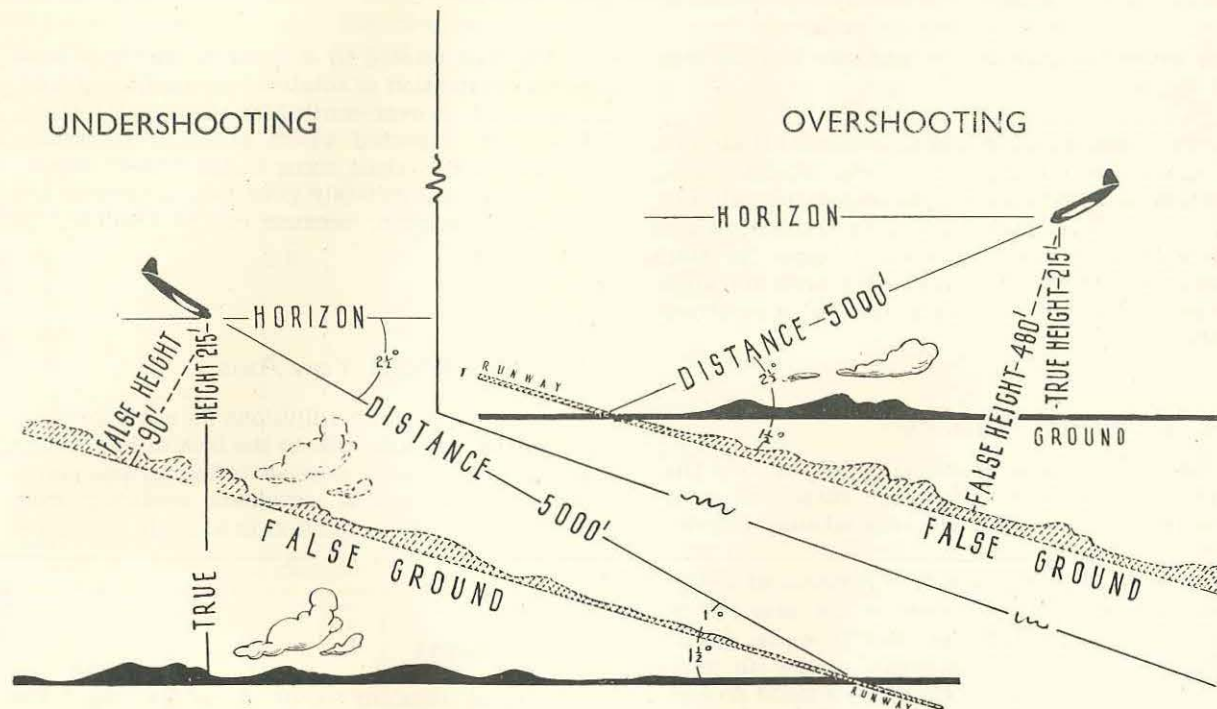 UNDERSHOOTING
HORIZON
2½°
FALSE HEIGHT
90'
TRUE HEIGHT 215'
DISTANCE 5000'
FALSE GROUND
1°
1½°
RUNWAY
OVERSHOOTING
HORIZON
DISTANCE 5000'
RUNWAY
2½°
1½°
FALSE HEIGHT 480'
TRUE HEIGHT 215'
GROUND
FALSE GROUND